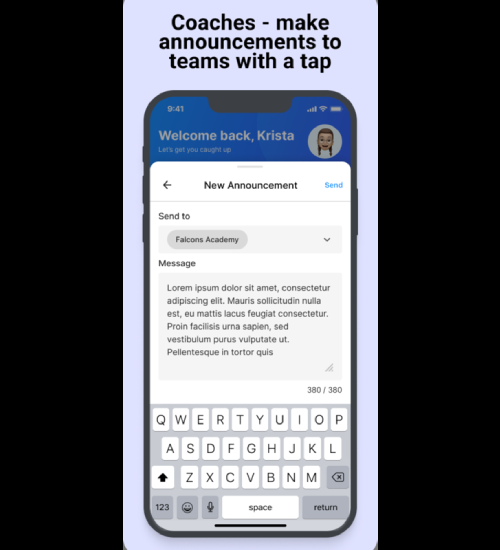 Coaches - make
announcements to
teams with a tap
9:41
Welcome back, Krista
Let's get you caught up
New Announcement
Send
Send to
Falcons Academy
Message
Lorem ipsum dolor sit amet, consectetur
adipiscing elit. Mauris sollicitudin nulla
est, eu mattis lacus feugiat consectetur.
Proin facilisis urna sapien, sed
vestibulum purus vulputate ut.
Pellentesque in tortor quis
380 / 380
Q W E R T Y U I O P
A S D F G H J K L
Z X C V B N M
123 space return